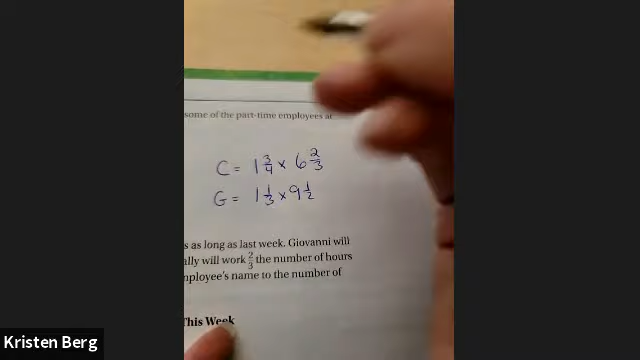 some of the part-time employees at
C = 1 3/4 × 6 2/3
G = 1 1/3 × 9 1/2
s as long as last week. Giovanni will
ally will work 2/3 the number of hours
nployee's name to the number of
This Week
Kristen Berg